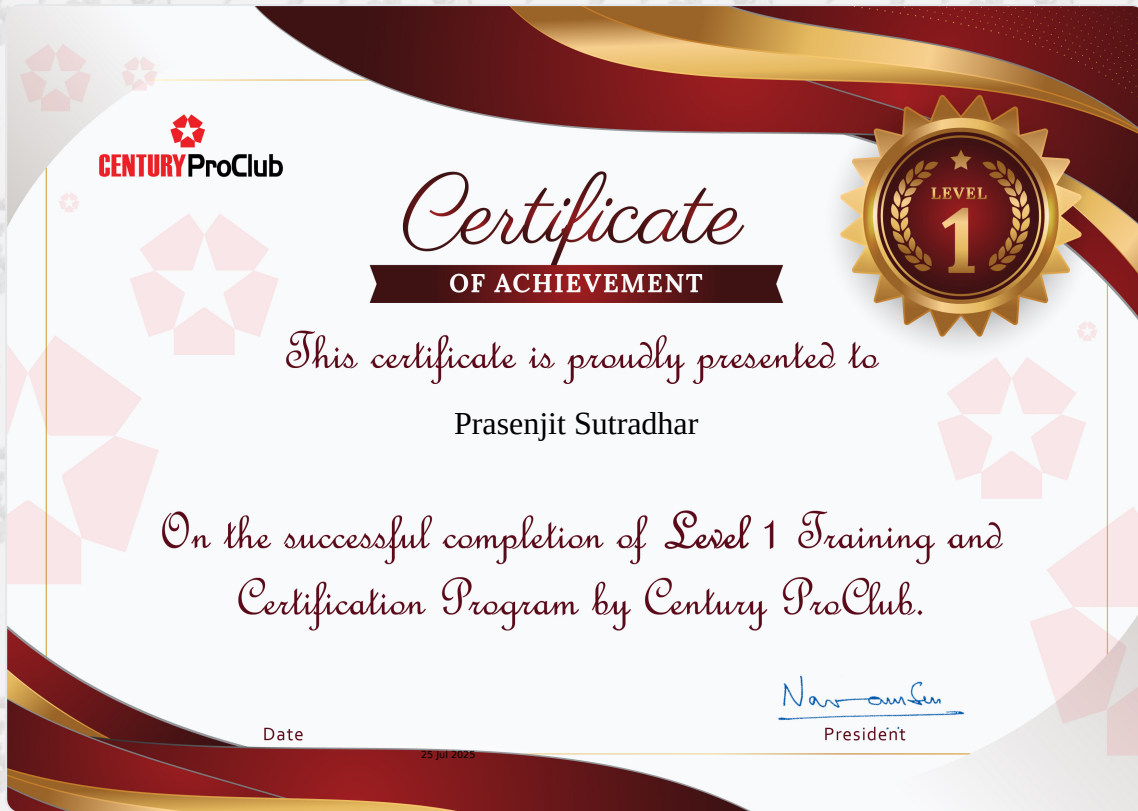 CENTURY ProClub
LEVEL
1
Certificate
OF ACHIEVEMENT
This certificate is proudly presented to
Prasenjit Sutradhar
On the successful completion of Level 1 Training and
Certification Program by Century ProClub.
Date
President
25 Jul 2025